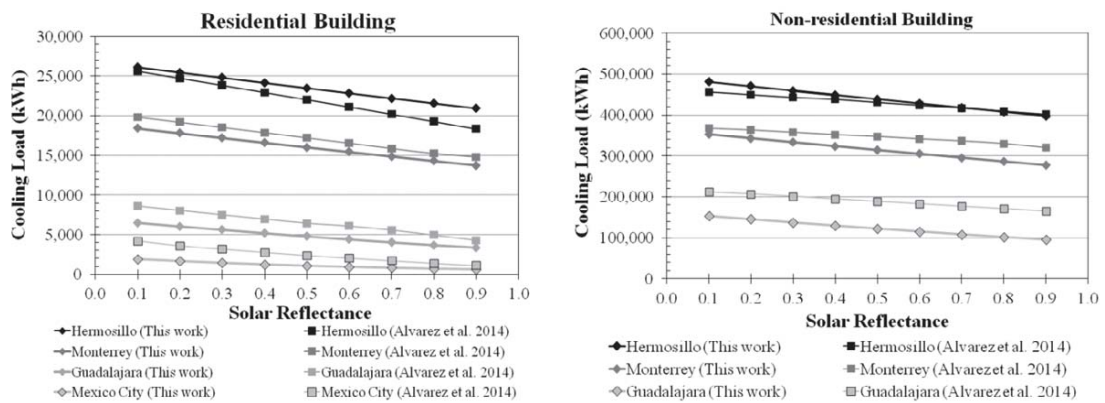 Residential Building
30,000
25,000
20,000
15,000
10,000
5,000
0
Cooling Load (kWh)
0.0 0.1 0.2 0.3 0.4 0.5 0.6 0.7 0.8 0.9 1.0
Solar Reflectance
Hermosillo (This work) Hermosillo (Alvarez et al. 2014)
Monterrey (This work) Monterrey (Alvarez et al. 2014)
Guadalajara (This work) Guadalajara (Alvarez et al. 2014)
Mexico City (This work) Mexico City (Alvarez et al. 2014)
Non-residential Building
600,000
500,000
400,000
300,000
200,000
100,000
0
Cooling Load (kWh)
0.0 0.1 0.2 0.3 0.4 0.5 0.6 0.7 0.8 0.9 1.0
Solar Reflectance
Hermosillo (This work) Hermosillo (Alvarez et al. 2014)
Monterrey (This work) Monterrey (Alvarez et al. 2014)
Guadalajara (This work) Guadalajara (Alvarez et al. 2014)